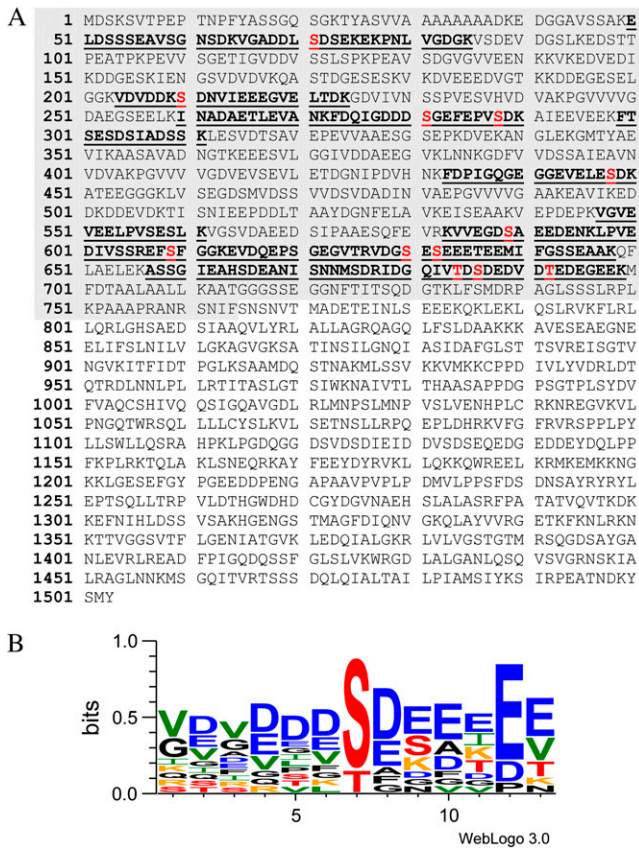 A
1 MDSKSVTPEP TNPFYASSGQ SGKTYASVVA AAAAAAADKE DGGAVSSAKE
51 LDSSSEAVSG NSDKVGADDL SDSEKEKPNL VGDGKVSDEV DGSLKEDSTT
101 PEATPKPEVV SGETIGVDDV SSLSPKPEAV SDGVGVVEEN KKVKEDVEDI
151 KDDGESKIEN GSVDVDVKQA STDGESESKV KDVEEEDVGT KKDDEGESEL
201 GGKVDVDDKS DNVIEEEGVE LTDKGDVIVN SSPVESVHVD VAKPGVVVVG
251 DAEGSEELKI NADAETLEVA NKFDQIGDDD SGEFEPVSDK AIEEVEEKFT
301 SESDSIADSS KLESVDTSAV EPEVVAAESG SEPKDVEKAN GLEKGMTYAE
351 VIKAASAVAD NGTKEEESVL GGIVDDAEEG VKLNNKGDFV VDSSAIEAVN
401 VDVAKPGVVV VGDVEVSEVL ETDGNIPDVH NKFDPIGQGE GGEVELESDK
451 ATEEGGGKLV SEGDSMVDSS VVDSVDADIN VAEPGVVVVG AAKEAVIKED
501 DKDDEVDKTI SNIEEPDDLT AAYDGNFELA VKEISEAAKV EPDEPKVGVE
551 VEELPVSESL KVGSVDAEED SIPAAESQFE VRKVVEGDSA EEDENKLPVE
601 DIVSSREFSF GGKEVDQEPS GEGVTRVDGS ESEEETEEMI FGSSEAAKQF
651 LAELEKASSG IEAHSDEANI SNNMSDRIDG QIVTDSDEDV DTEDEGEEKM
701 FDTAALAALL KAATGGGSSE GGNFTITSQD GTKLFSMDRP AGLSSSLRPL
751 KPAAAPRANR SNIFSNSNVT MADETEINLS EEEKQKLEKL QSLRVKFLRL
801 LQRLGHSAED SIAAQVLYRL ALLAGRQAGQ LFSLDAAKKK AVESEAEGNE
851 ELIFSLNILV LGKAGVGKSA TINSILGNQI ASIDAFGLST TSVREISGTV
901 NGVKITFIDT PGLKSAAMDQ STNAKMLSSV KKVMKKCPPD IVLYVDRLDT
951 QTRDLNNLPL LRTITASLGT SIWKNAIVTL THAASAPPDG PSGTPLSYDV
1001 FVAQCSHIVQ QSIGQAVGDL RLMNPSLMNP VSLVENHPLC RKNREGVKVL
1051 PNGQTWRSQL LLLCYSLKVL SETNSLLRPQ EPLDHRKVFG FRVRSPPLPY
1101 LLSWLLQSRA HPKLPGDQGG DSVDSDIEID DVSDSEQEDG EDDEYDQLPP
1151 FKPLRKTQLA KLSNEQRKAY FEEYDYRVKL LQKKQWREEL KRMKEMKKNG
1201 KKLGESEFGY PGEEDDPENG APAAVPVPLP DMVLPPSFDS DNSAYRYRYL
1251 EPTSQLLTRP VLDTHGWDHD CGYDGVNAEH SLALASRFPA TATVQVTKDK
1301 KEFNIHLDSS VSAKHGENGS TMAGFDIQNV GKQLAYVVRG ETKFKNLRKN
1351 KTTVGGSVTF LGENIATGVK LEDQIALGKR LVLVGSTGTM RSQGDSAYGA
1401 NLEVRLREAD FPIGQDQSSF GLSLVKWRGD LALGANLQSQ VSVGRNSKIA
1451 LRAGLNNKMS GQITVRTSSS DQLQIALTAI LPIAMSIYKS IRPEATNDKY
1501 SMY
B
bits
1.0
0.5
0.0
5
10
WebLogo 3.0